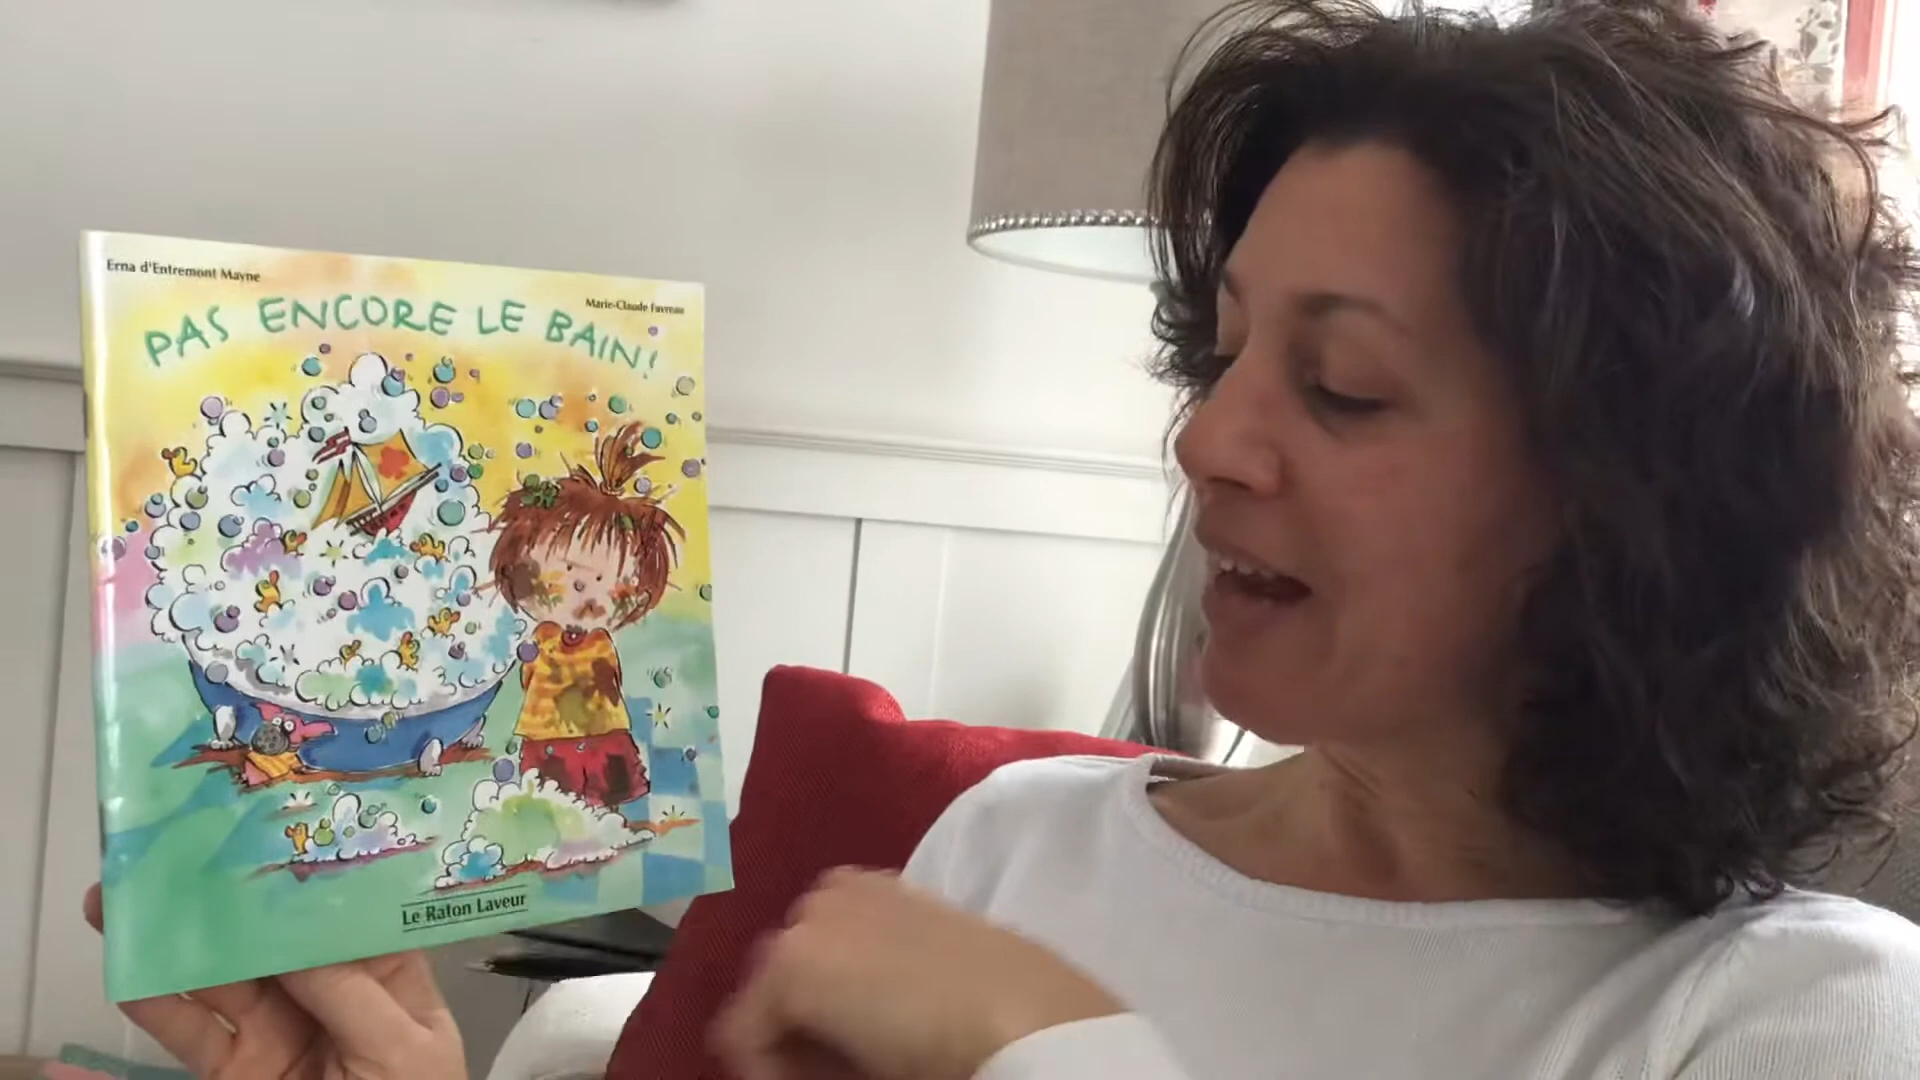 Erna d'Entremont Mayne
Marie-Claude Favreau
PAS ENCORE LE BAIN!
Le Raton Laveur